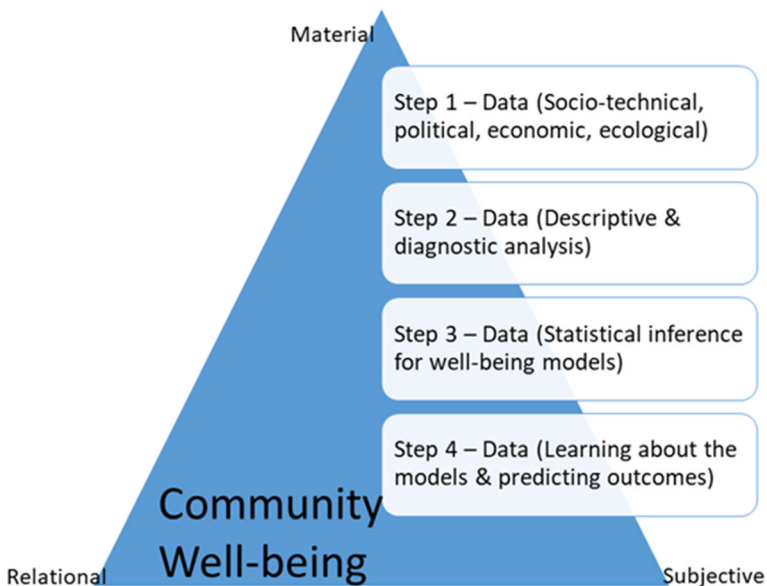 Material
Step 1 – Data (Socio-technical,
political, economic, ecological)
Step 2 – Data (Descriptive &
diagnostic analysis)
Step 3 – Data (Statistical inference
for well-being models)
Step 4 – Data (Learning about the
models & predicting outcomes)
Community
Well-being
Relational
Subjective